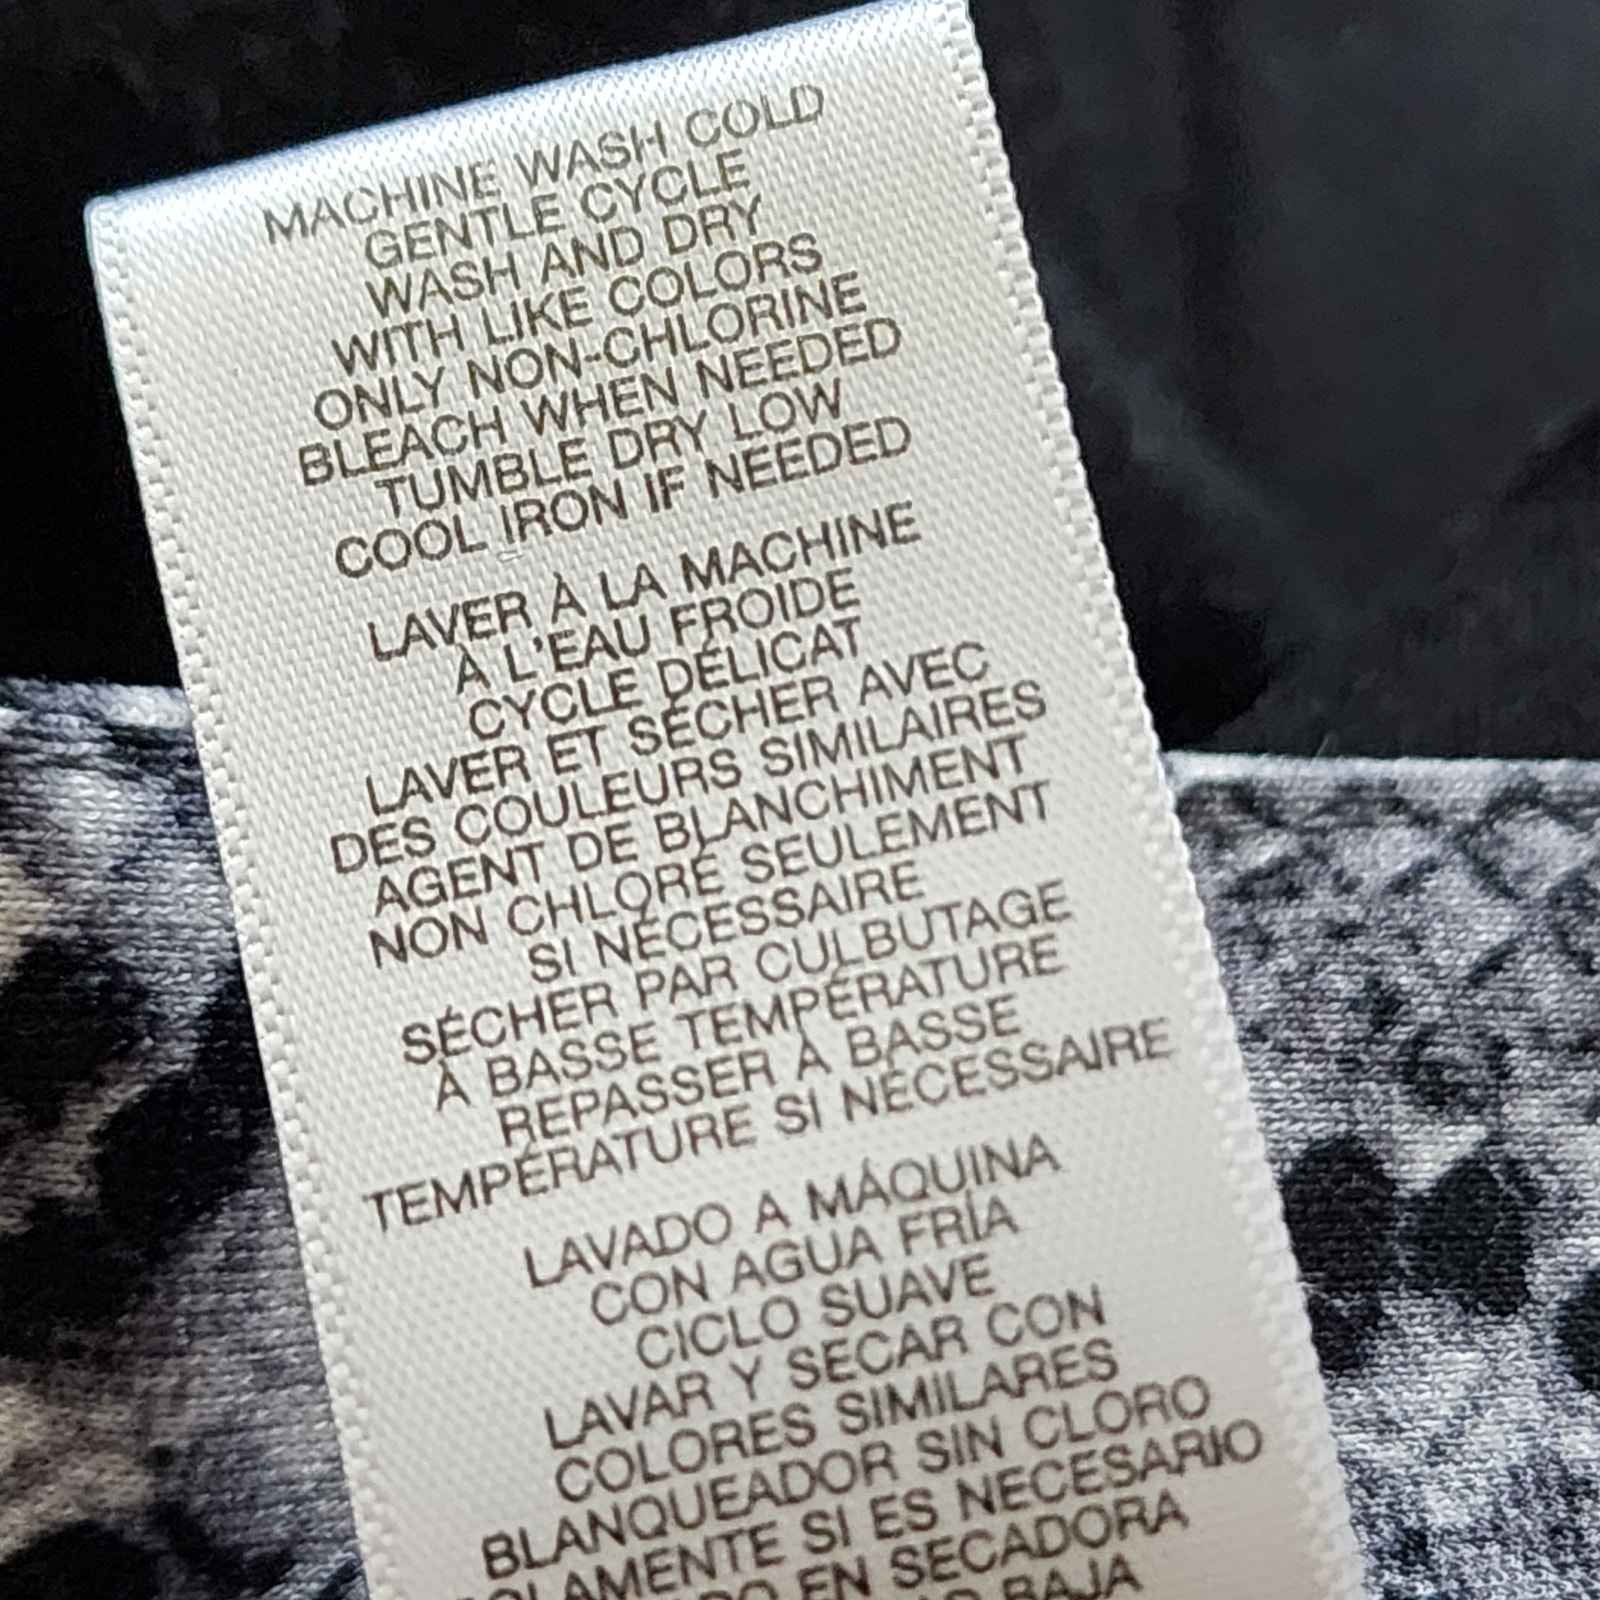 MACHINE WASH COLD
GENTLE CYCLE
WASH AND DRY
WITH LIKE COLORS
ONLY NON-CHLORINE
BLEACH WHEN NEEDED
TUMBLE DRY LOW
COOL IRON IF NEEDED
LAVER À LA MACHINE
À L'EAU FROIDE
CYCLE DÉLICAT
LAVER ET SÉCHER AVEC
DES COULEURS SIMILAIRES
AGENT DE BLANCHIMENT
NON CHLORÉ SEULEMENT
SI NÉCESSAIRE
SÉCHER PAR CULBUTAGE
À BASSE TEMPÉRATURE
REPASSER À BASSE
TEMPÉRATURE SI NÉCESSAIRE
LAVADO A MÁQUINA
CON AGUA FRÍA
CICLO SUAVE
LAVAR Y SECAR CON
COLORES SIMILARES
BLANQUEADOR SIN CLORO
OLAMENTE SI ES NECESARIO
EN SECADORA
BAJA